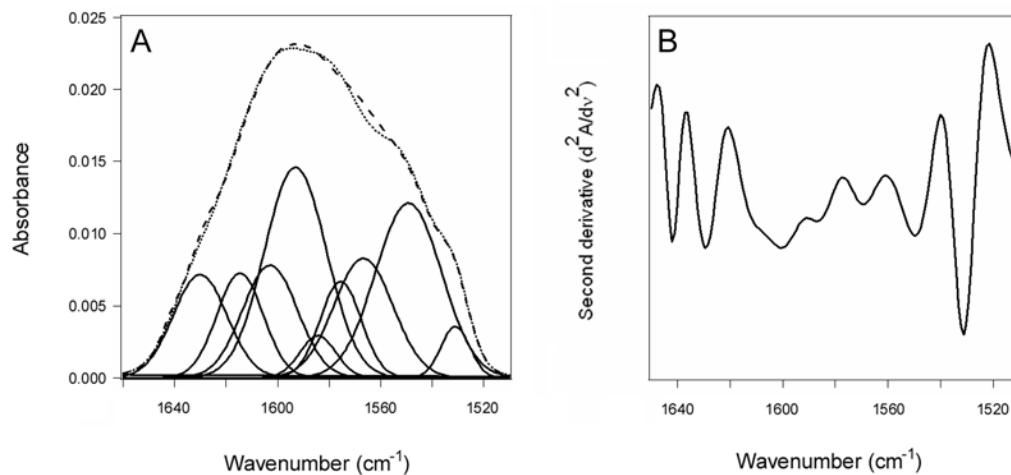 A
Absorbance
0.025
0.020
0.015
0.010
0.005
0.000
1640
1600
1560
1520
Wavenumber (cm⁻¹)
B
Second derivative (d²A/dν²)
1640
1600
1560
1520
Wavenumber (cm⁻¹)